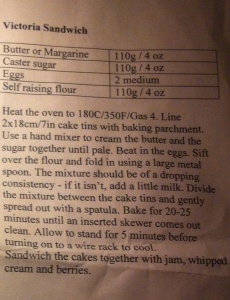 Victoria Sandwich
Butter or Margarine 110g / 4 oz
Caster sugar 110g / 4 oz
Eggs 2 medium
Self raising flour 110g / 4 oz
Heat the oven to 180C/350F/Gas 4. Line
2x18cm/7in cake tins with baking parchment.
Use a hand mixer to cream the butter and the
sugar together until pale. Beat in the eggs. Sift
over the flour and fold in using a large metal
spoon. The mixture should be of a dropping
consistency - if it isn't, add a little milk. Divide
the mixture between the cake tins and gently
spread out with a spatula. Bake for 20-25
minutes until an inserted skewer comes out
clean. Allow to stand for 5 minutes before
turning on to a wire rack to cool.
Sandwich the cakes together with jam, whipped
cream and berries.